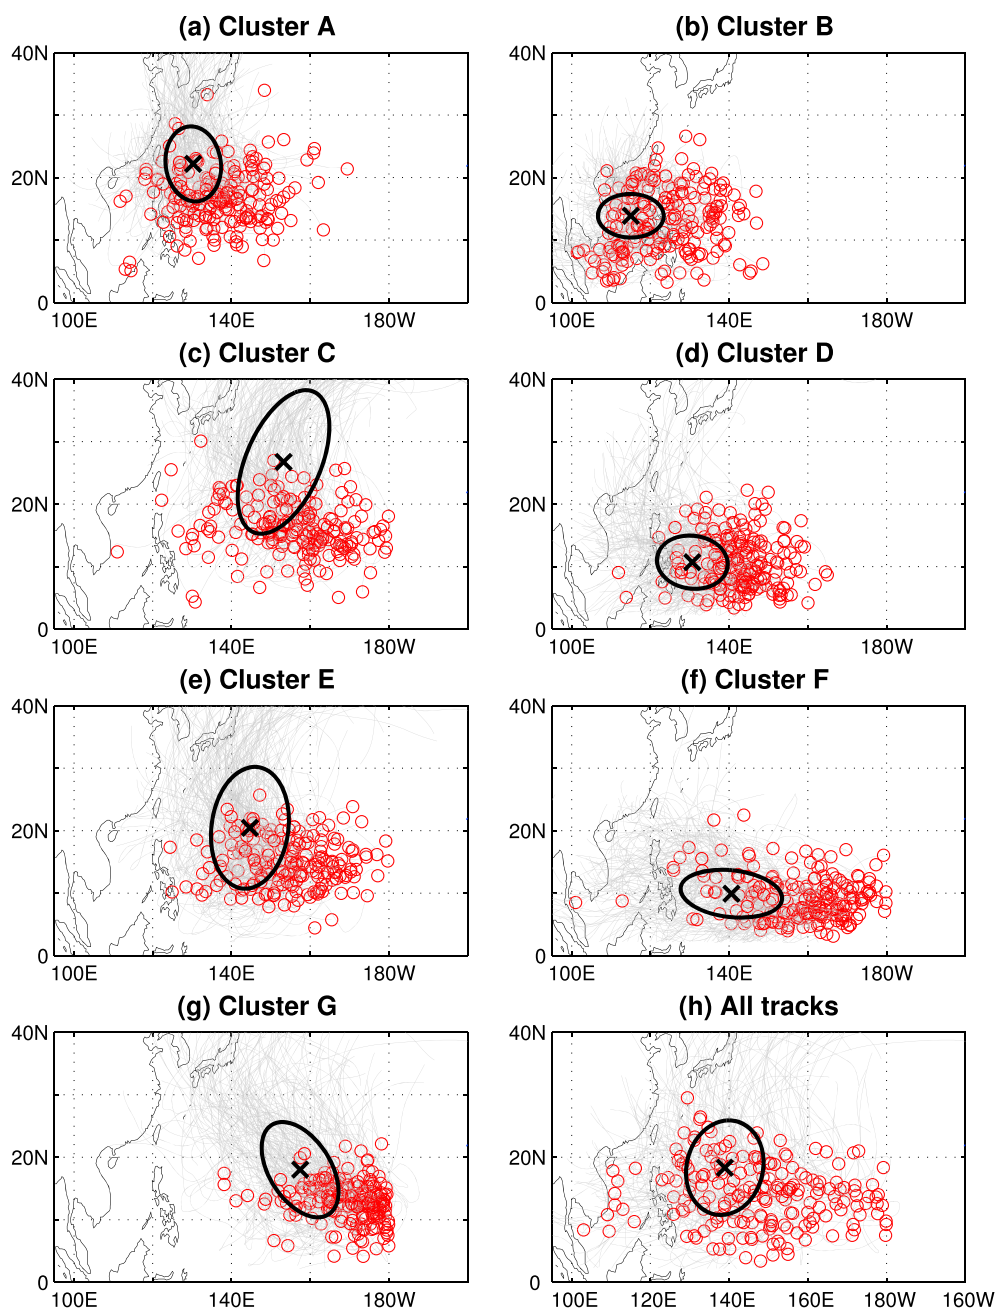 (a) Cluster A
(b) Cluster B
40N
20N
0
100E 140E 180W
40N
20N
0
100E 140E 180W
(c) Cluster C
(d) Cluster D
40N
20N
0
100E 140E 180W
40N
20N
0
100E 140E 180W
(e) Cluster E
(f) Cluster F
40N
20N
0
100E 140E 180W
40N
20N
0
100E 140E 180W
(g) Cluster G
(h) All tracks
40N
20N
0
100E 140E 180W
40N
20N
0
100E 140E 180W 160W